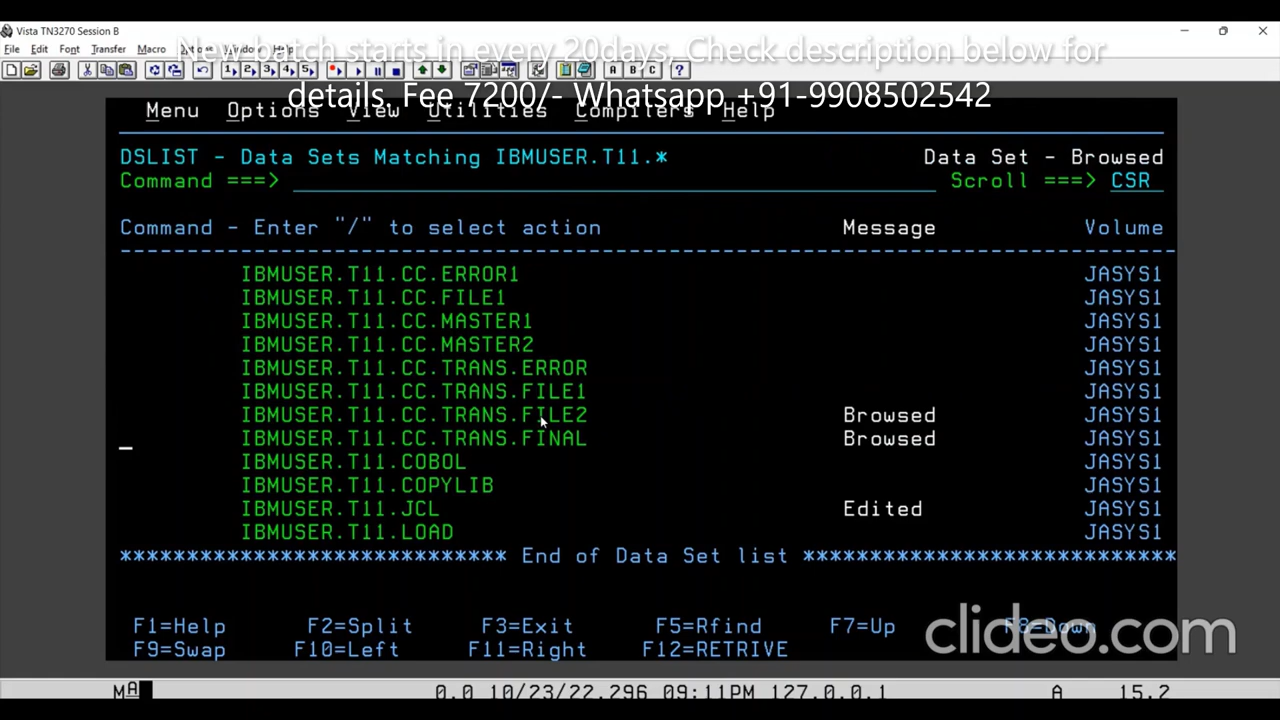 Vista TN3270 Session B
File Edit Font Transfer Macro Options Window Help
New batch starts in every 20days. Check description below for
details. Fee 7200/- Whatsapp +91-9908502542
Menu Options View Utilities Compilers Help
DSLIST - Data Sets Matching IBMUSER.T11.* Data Set - Browsed
Command ===> Scroll ===> CSR
Command - Enter "/" to select action Message Volume
IBMUSER.T11.CC.ERROR1 JASYS1
IBMUSER.T11.CC.FILE1 JASYS1
IBMUSER.T11.CC.MASTER1 JASYS1
IBMUSER.T11.CC.MASTER2 JASYS1
IBMUSER.T11.CC.TRANS.ERROR JASYS1
IBMUSER.T11.CC.TRANS.FILE1 JASYS1
IBMUSER.T11.CC.TRANS.FILE2 Browsed JASYS1
IBMUSER.T11.CC.TRANS.FINAL Browsed JASYS1
IBMUSER.T11.COBOL JASYS1
IBMUSER.T11.COPYLIB JASYS1
IBMUSER.T11.JCL Edited JASYS1
IBMUSER.T11.LOAD JASYS1
***************************** End of Data Set list ****************************
F1=Help F2=Split F3=Exit F5=Rfind F7=Up F8=Down
F9=Swap F10=Left F11=Right F12=RETRIVE
clideo.com
MA 0.0 10/23/22.296 09:11PM 127.0.0.1 A 15.2